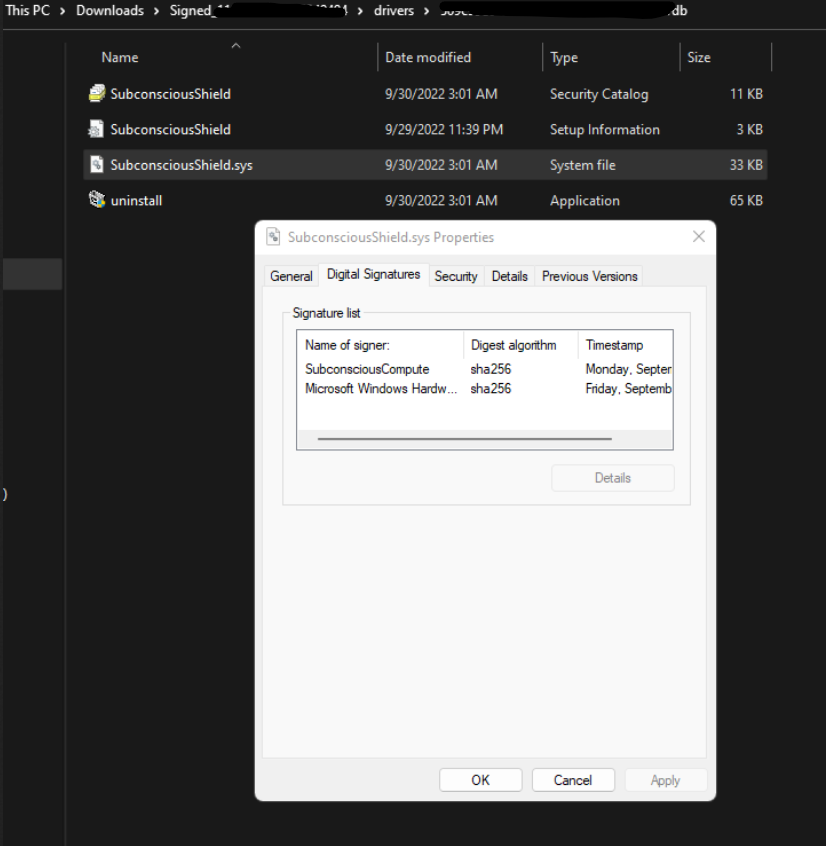 This PC > Downloads > Signed_ > drivers > db
Name Date modified Type Size
SubconsciousShield 9/30/2022 3:01 AM Security Catalog 11 KB
SubconsciousShield 9/29/2022 11:39 PM Setup Information 3 KB
SubconsciousShield.sys 9/30/2022 3:01 AM System file 33 KB
uninstall 9/30/2022 3:01 AM Application 65 KB
SubconsciousShield.sys Properties
General Digital Signatures Security Details Previous Versions
Signature list
Name of signer: Digest algorithm Timestamp
SubconsciousCompute sha256 Monday, Septer
Microsoft Windows Hardw... sha256 Friday, Septemb
Details
)
OK Cancel Apply